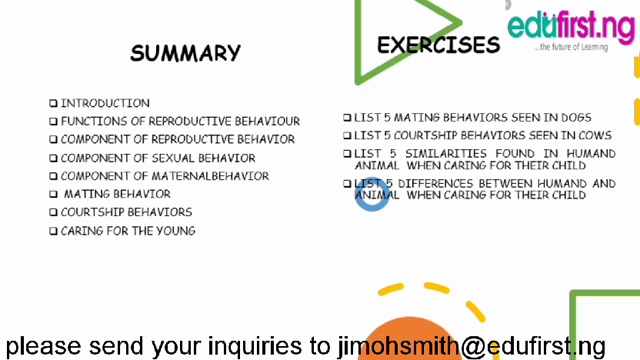 SUMMARY
INTRODUCTION
FUNCTIONS OF REPRODUCTIVE BEHAVIOUR
COMPONENT OF REPRODUCTIVE BEHAVIOR
COMPONENT OF SEXUAL BEHAVIOR
COMPONENT OF MATERNALBEHAVIOR
MATING BEHAVIOR
COURTSHIP BEHAVIORS
CARING FOR THE YOUNG
edufirst.ng
...the future of Learning
EXERCISES
LIST 5 MATING BEHAVIORS SEEN IN DOGS
LIST 5 COURTSHIP BEHAVIORS SEEN IN COWS
LIST 5 SIMILARITIES FOUND IN HUMAND
ANIMAL WHEN CARING FOR THEIR CHILD
LIST 5 DIFFERENCES BETWEEN HUMAND AND
ANIMAL WHEN CARING FOR THEIR CHILD
please send your inquiries to jimohsmith@edufirst.ng